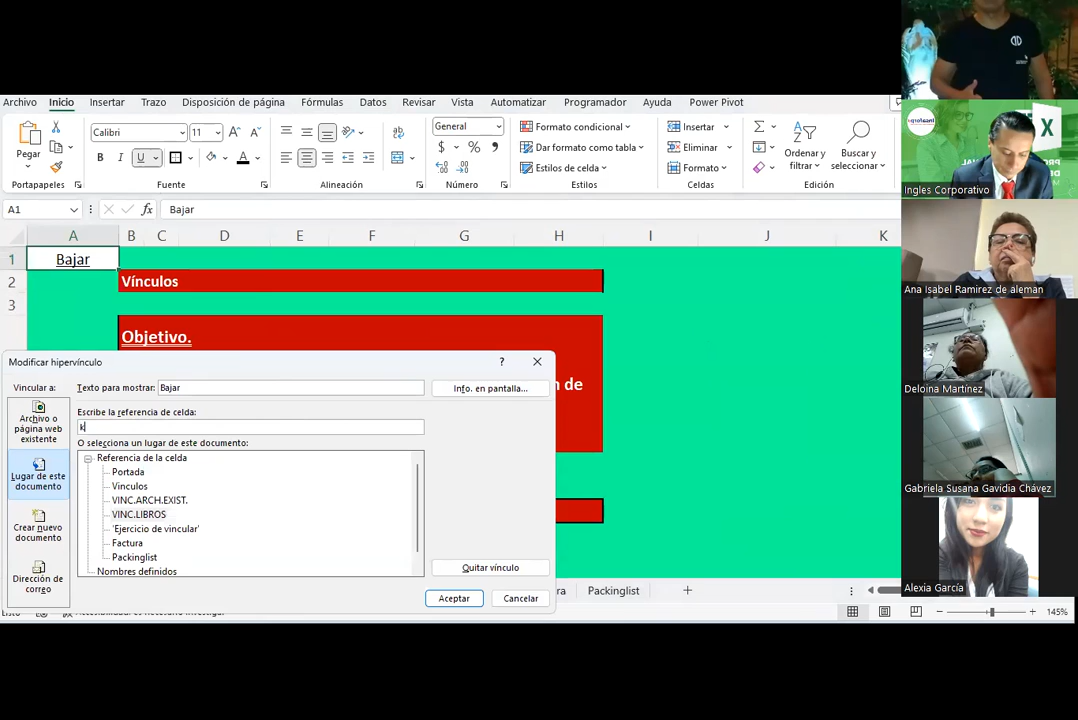 Archivo Inicio Insertar Trazo Disposición de página Fórmulas Datos Revisar Vista Automatizar Programador Ayuda Power Pivot
Pegar
Calibri 11
General
Formato condicional
Dar formato como tabla
Estilos de celda
Insertar
Eliminar
Formato
Ordenar y filtrar
Buscar y seleccionar
Portapapeles Fuente Alineación Número Estilos Celdas Edición
A1 fx Bajar
A B C D E F G H I J K
1 Bajar
2 Vínculos
3
Objetivo.
n de
Modificar hipervínculo ?
Vincular a: Texto para mostrar: Bajar Info. en pantalla...
Archivo o página web existente
Lugar de este documento
Crear nuevo documento
Dirección de correo
Escribe la referencia de celda:
k
O selecciona un lugar de este documento:
Referencia de la celda
Portada
Vinculos
VINC.ARCH.EXIST.
VINC.LIBROS
'Ejercicio de vincular'
Factura
Packinglist
Nombres definidos
Quitar vínculo
Aceptar Cancelar
ra Packinglist
145%
Ingles Corporativo
Ana Isabel Ramirez de aleman
Deloina Martínez
Gabriela Susana Gavidia Chávez
Alexia García